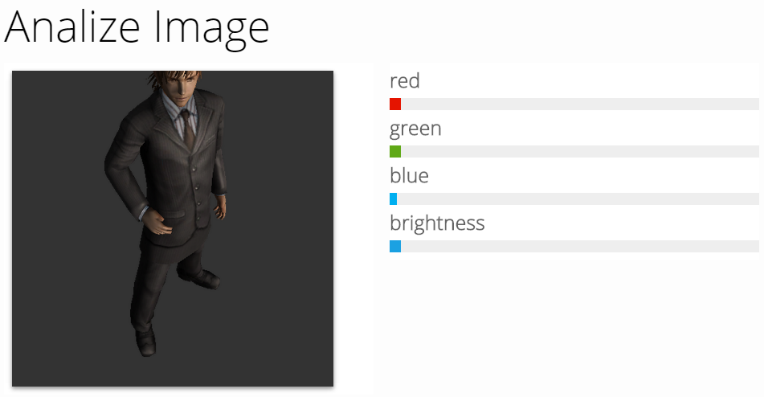 Analize Image
red
green
blue
brightness